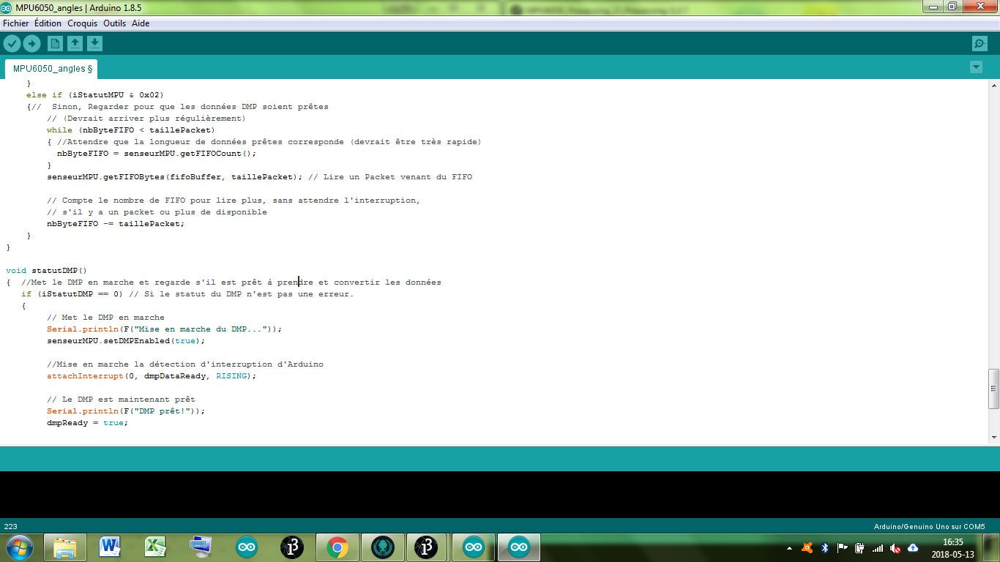 MPU6050_angles | Arduino 1.8.5
Fichier Édition Croquis Outils Aide
MPU6050_angles §
}
else if (iStatutMPU & 0x02)
{//  Sinon, Regarder pour que les données DMP soient prêtes
// (Devrait arriver plus régulièrement)
while (nbByteFIFO < taillePacket)
{ //Attendre que la longueur de données prêtes corresponde (devrait être très rapide)
nbByteFIFO = senseurMPU.getFIFOCount();
}
senseurMPU.getFIFOBytes(fifoBuffer, taillePacket); // Lire un Packet venant du FIFO
// Compte le nombre de FIFO pour lire plus, sans attendre l'interruption,
// s'il y a un packet ou plus de disponible
nbByteFIFO -= taillePacket;
}
}
void statutDMP()
{  //Met le DMP en marche et regarde s'il est prêt à prendre et convertir les données
if (iStatutDMP == 0) // Si le statut du DMP n'est pas une erreur.
{
// Met le DMP en marche
Serial.println(F("Mise en marche du DMP..."));
senseurMPU.setDMPEnabled(true);
//Mise en marche la détection d'interruption d'Arduino
attachInterrupt(0, dmpDataReady, RISING);
// Le DMP est maintenant prêt
Serial.println(F("DMP prêt!"));
dmpReady = true;
223
Arduino/Genuino Uno sur COM5
16:35
2018-05-13